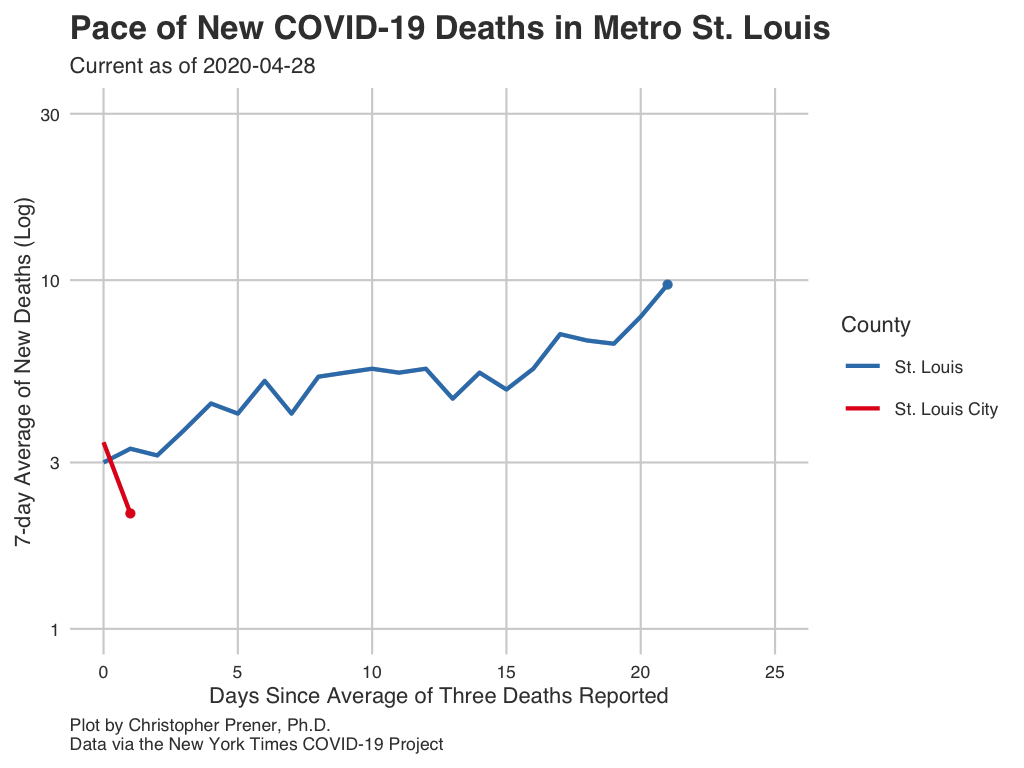 Pace of New COVID-19 Deaths in Metro St. Louis
Current as of 2020-04-28
7-day Average of New Deaths (Log)
30
10
3
1
0 5 10 15 20 25
Days Since Average of Three Deaths Reported
County
St. Louis
St. Louis City
Plot by Christopher Prener, Ph.D.
Data via the New York Times COVID-19 Project